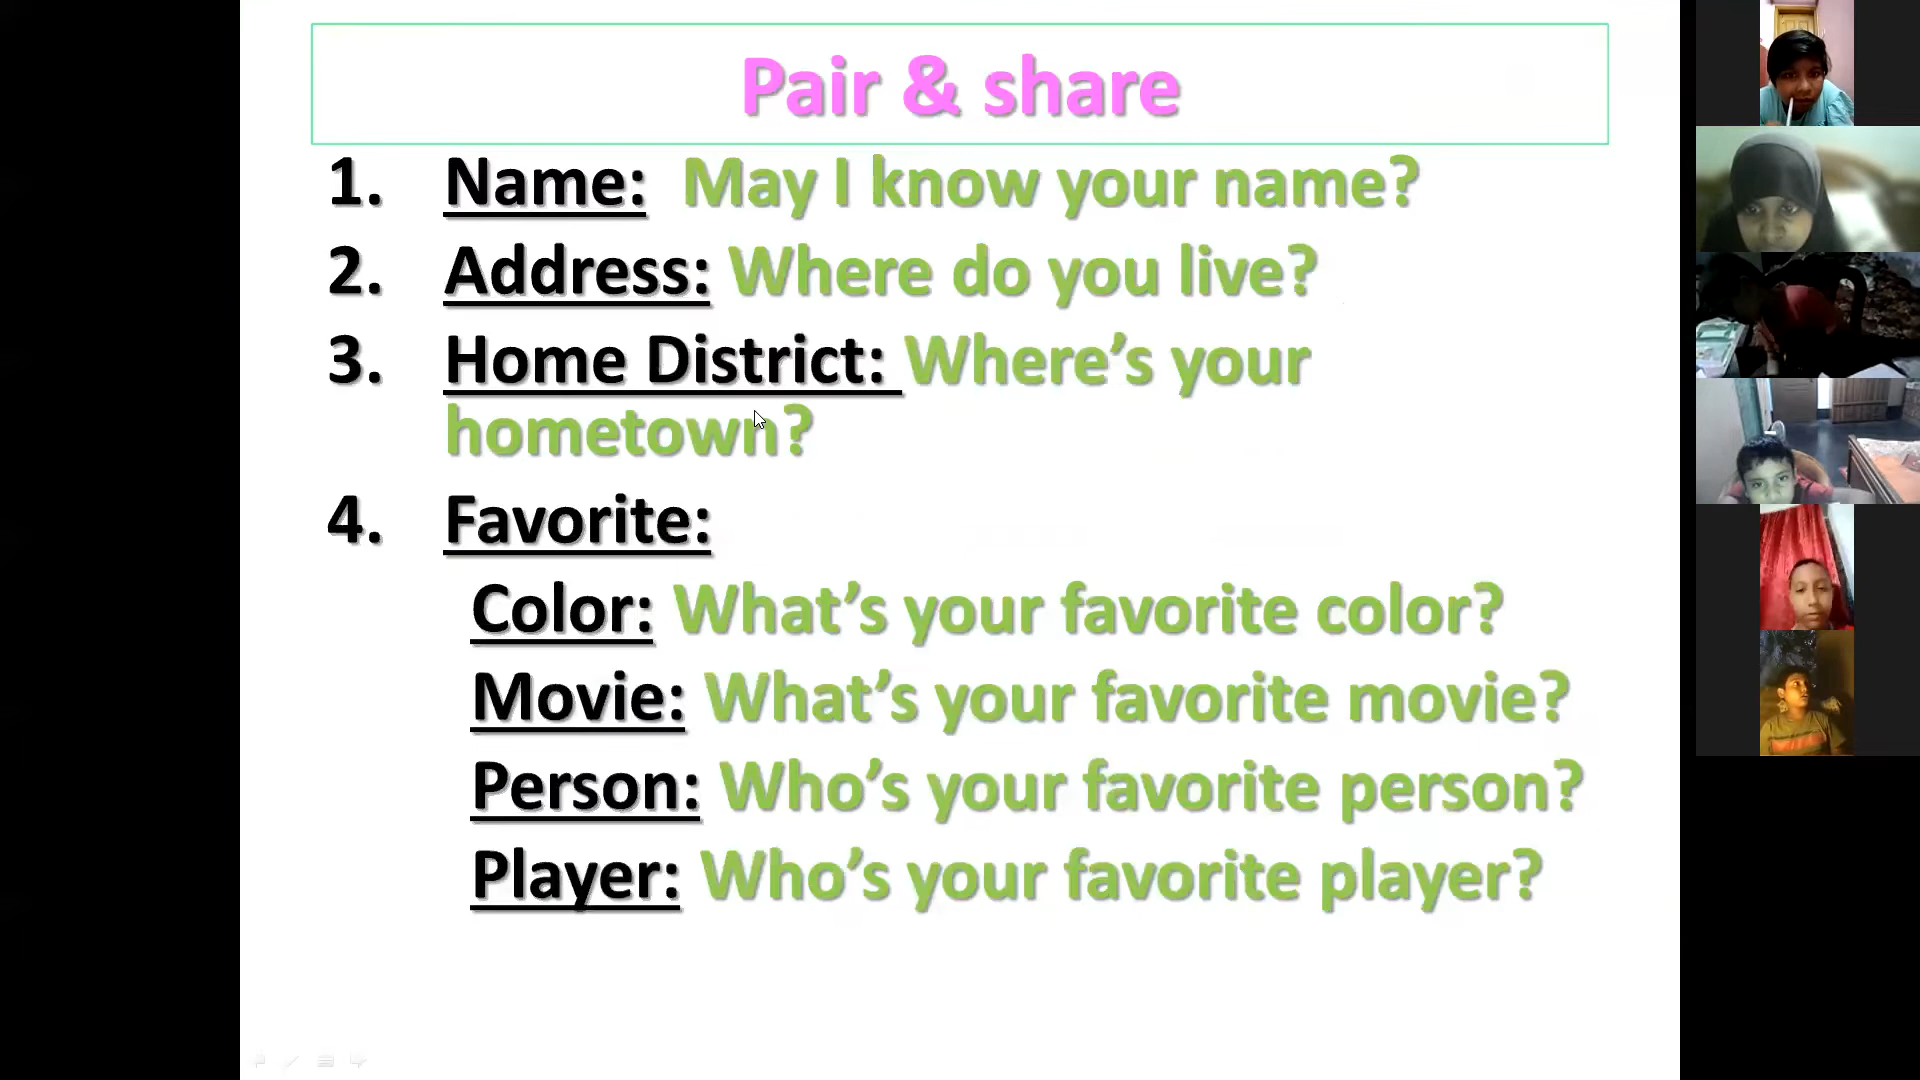 Pair & share
1. Name: May I know your name?
2. Address: Where do you live?
3. Home District: Where’s your
hometown?
4. Favorite:
Color: What’s your favorite color?
Movie: What’s your favorite movie?
Person: Who’s your favorite person?
Player: Who’s your favorite player?